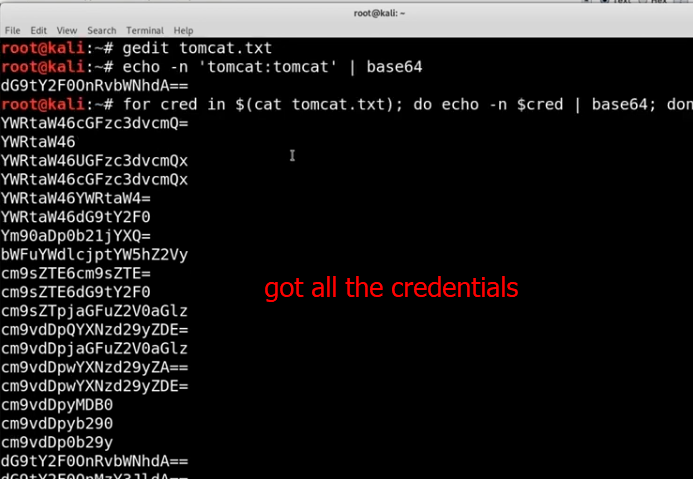 root@kali: ~
File Edit View Search Terminal Help
root@kali:~# gedit tomcat.txt
root@kali:~# echo -n 'tomcat:tomcat' | base64
dG9tY2F0OnRvbWNhdA==
root@kali:~# for cred in $(cat tomcat.txt); do echo -n $cred | base64; don
YWRtaW46cGFzc3dvcmQ=
YWRtaW46
YWRtaW46UGFzc3dvcmQx
YWRtaW46cGFzc3dvcmQx
YWRtaW46YWRtaW4=
YWRtaW46dG9tY2F0
Ym90aDp0b21jYXQ=
bWFuYWdlcjptYW5hZ2Vy
cm9sZTE6cm9sZTE=
cm9sZTE6dG9tY2F0
cm9sZTpjaGFuZ2V0aGlz
cm9vdDpQYXNzd29yZDE=
cm9vdDpjaGFuZ2V0aGlz
cm9vdDpwYXNzd29yZA==
cm9vdDpwYXNzd29yZDE=
cm9vdDpyMDB0
cm9vdDpyb290
cm9vdDp0b29y
dG9tY2F0OnRvbWNhdA==
got all the credentials